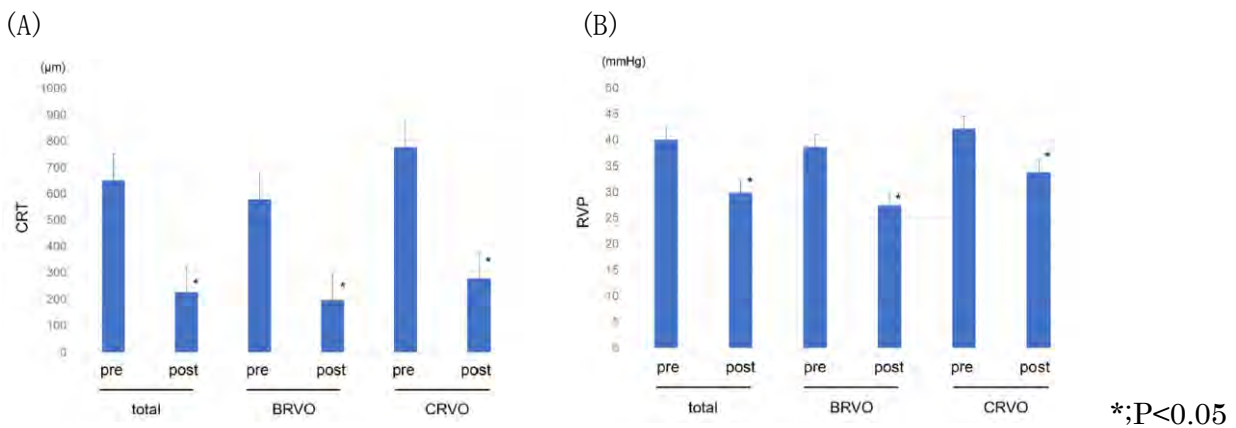 (A)
(μm)
1000
900
800
700
600
500
400
300
200
100
0
CRT
*
*
*
pre post pre post pre post
total BRVO CRVO
(B)
(mmHg)
50
45
40
35
30
25
20
15
10
5
0
RVP
*
*
*
pre post pre post pre post
total BRVO CRVO
*;P<0.05